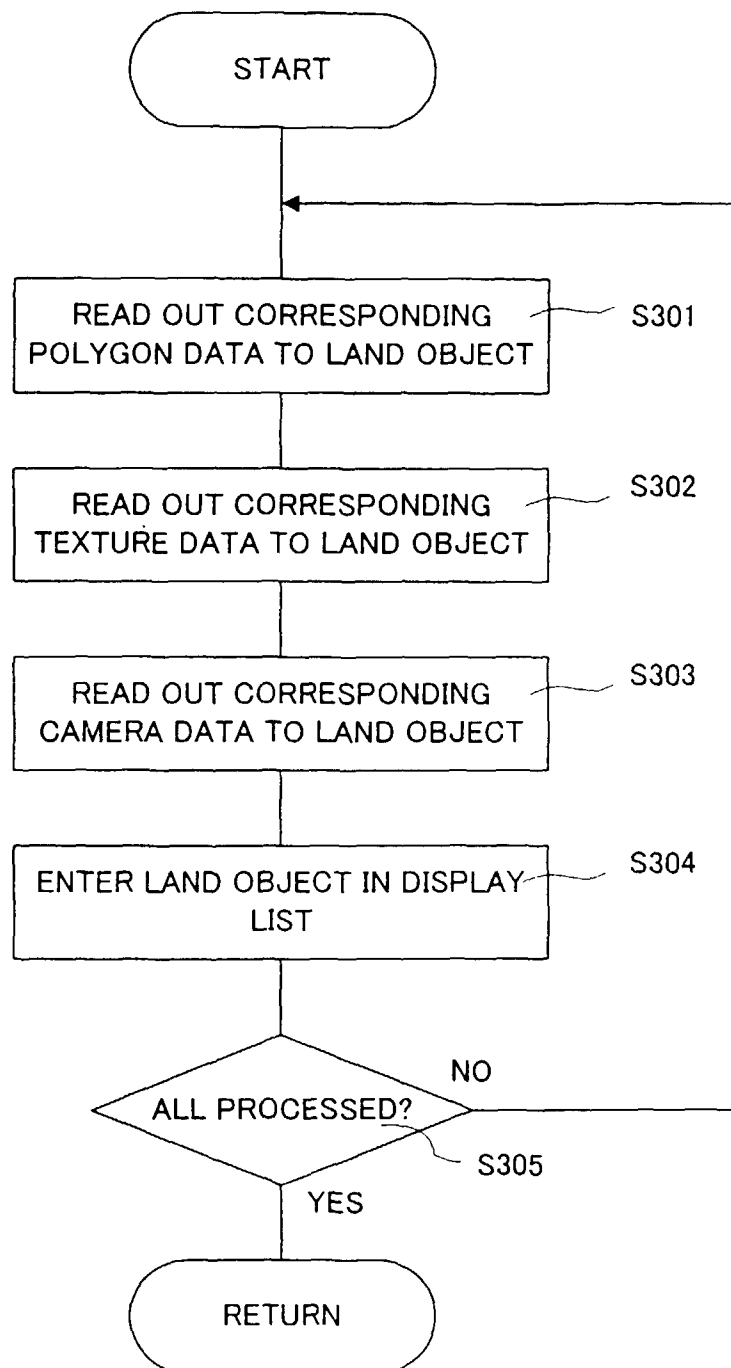 START
READ OUT CORRESPONDING
POLYGON DATA TO LAND OBJECT
S301
READ OUT CORRESPONDING
TEXTURE DATA TO LAND OBJECT
S302
READ OUT CORRESPONDING
CAMERA DATA TO LAND OBJECT
S303
ENTER LAND OBJECT IN DISPLAY
LIST
S304
ALL PROCESSED?
NO
S305
YES
RETURN